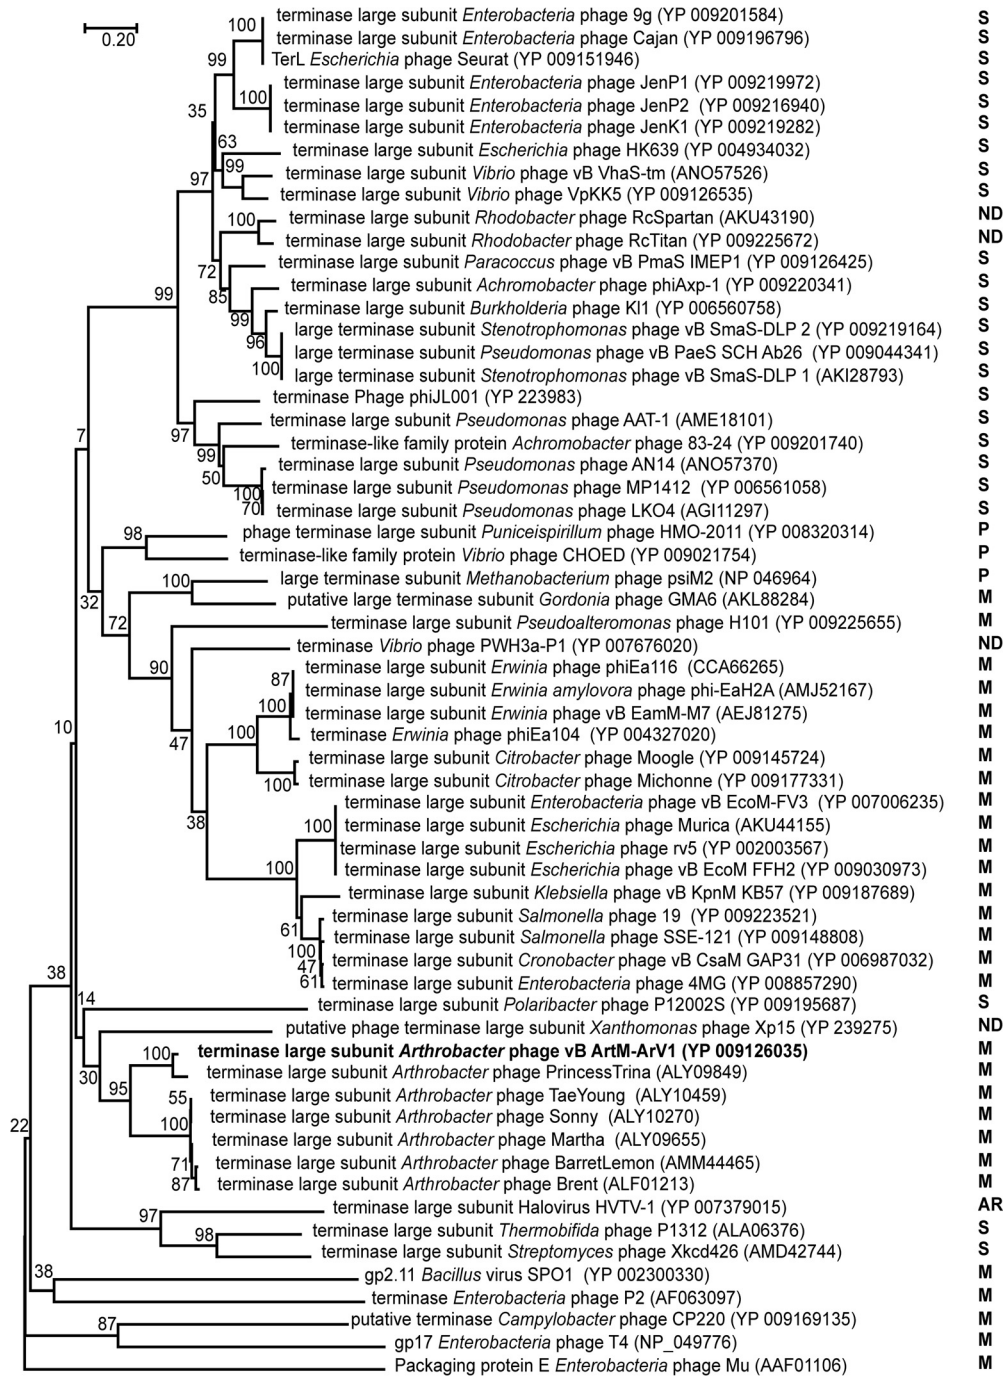 terminase large subunit Enterobacteria phage 9g (YP 009201584) S
100
terminase large subunit Enterobacteria phage Cajan (YP 009196796) S
0.20
99
TerL Escherichia phage Seurat (YP 009151946) S
terminase large subunit Enterobacteria phage JenP1 (YP 009219972) S
100
terminase large subunit Enterobacteria phage JenP2 (YP 009216940) S
35
terminase large subunit Enterobacteria phage JenK1 (YP 009219282) S
63
terminase large subunit Escherichia phage HK639 (YP 004934032) S
99
terminase large subunit Vibrio phage vB VhaS-tm (ANO57526) S
97
terminase large subunit Vibrio phage VpKK5 (YP 009126535) S
100
terminase large subunit Rhodobacter phage RcSpartan (AKU43190) ND
terminase large subunit Rhodobacter phage RcTitan (YP 009225672) ND
72
terminase large subunit Paracoccus phage vB PmaS IMEP1 (YP 009126425) S
99
85
terminase large subunit Achromobacter phage phiAxp-1 (YP 009220341) S
99
terminase large subunit Burkholderia phage Kl1 (YP 006560758) S
96
large terminase subunit Stenotrophomonas phage vB SmaS-DLP 2 (YP 009219164) S
large terminase subunit Pseudomonas phage vB PaeS SCH Ab26 (YP 009044341) S
100
large terminase subunit Stenotrophomonas phage vB SmaS-DLP 1 (AKI28793) S
terminase Phage phiJL001 (YP 223983) S
7
97
terminase large subunit Pseudomonas phage AAT-1 (AME18101) S
99
terminase-like family protein Achromobacter phage 83-24 (YP 009201740) S
50
terminase large subunit Pseudomonas phage AN14 (ANO57370) S
100
terminase large subunit Pseudomonas phage MP1412 (YP 006561058) S
70
terminase large subunit Pseudomonas phage LKO4 (AGI11297) S
98
phage terminase large subunit Puniceispirillum phage HMO-2011 (YP 008320314) P
terminase-like family protein Vibrio phage CHOED (YP 009021754) P
100
large terminase subunit Methanobacterium phage psiM2 (NP 046964) P
32
putative large terminase subunit Gordonia phage GMA6 (AKL88284) M
72
terminase large subunit Pseudoalteromonas phage H101 (YP 009225655) M
terminase Vibrio phage PWH3a-P1 (YP 007676020) ND
90
terminase large subunit Erwinia phage phiEa116 (CCA66265) M
87
terminase large subunit Erwinia amylovora phage phi-EaH2A (AMJ52167) M
100
terminase large subunit Erwinia phage vB EamM-M7 (AEJ81275) M
10
100
terminase Erwinia phage phiEa104 (YP 004327020) M
47
terminase large subunit Citrobacter phage Moogle (YP 009145724) M
100
terminase large subunit Citrobacter phage Michonne (YP 009177331) M
terminase large subunit Enterobacteria phage vB EcoM-FV3 (YP 007006235) M
38
100
terminase large subunit Escherichia phage Murica (AKU44155) M
terminase large subunit Escherichia phage rv5 (YP 002003567) M
100
terminase large subunit Escherichia phage vB EcoM FFH2 (YP 009030973) M
terminase large subunit Klebsiella phage vB KpnM KB57 (YP 009187689) M
61
terminase large subunit Salmonella phage 19 (YP 009223521) M
terminase large subunit Salmonella phage SSE-121 (YP 009148808) M
100
47
terminase large subunit Cronobacter phage vB CsaM GAP31 (YP 006987032) M
61
terminase large subunit Enterobacteria phage 4MG (YP 008857290) M
38
14
terminase large subunit Polaribacter phage P12002S (YP 009195687) S
putative phage terminase large subunit Xanthomonas phage Xp15 (YP 239275) ND
100
terminase large subunit Arthrobacter phage vB ArtM-ArV1 (YP 009126035) M
30
terminase large subunit Arthrobacter phage PrincessTrina (ALY09849) M
95
55
terminase large subunit Arthrobacter phage TaeYoung (ALY10459) M
terminase large subunit Arthrobacter phage Sonny (ALY10270) M
22
100
terminase large subunit Arthrobacter phage Martha (ALY09655) M
71
terminase large subunit Arthrobacter phage BarretLemon (AMM44465) M
87
terminase large subunit Arthrobacter phage Brent (ALF01213) M
97
terminase large subunit Halovirus HVTV-1 (YP 007379015) AR
98
terminase large subunit Thermobifida phage P1312 (ALA06376) S
terminase large subunit Streptomyces phage Xkcd426 (AMD42744) S
38
gp2.11 Bacillus virus SPO1 (YP 002300330) M
terminase Enterobacteria phage P2 (AF063097) M
87
putative terminase Campylobacter phage CP220 (YP 009169135) M
gp17 Enterobacteria phage T4 (NP_049776) M
Packaging protein E Enterobacteria phage Mu (AAF01106) M